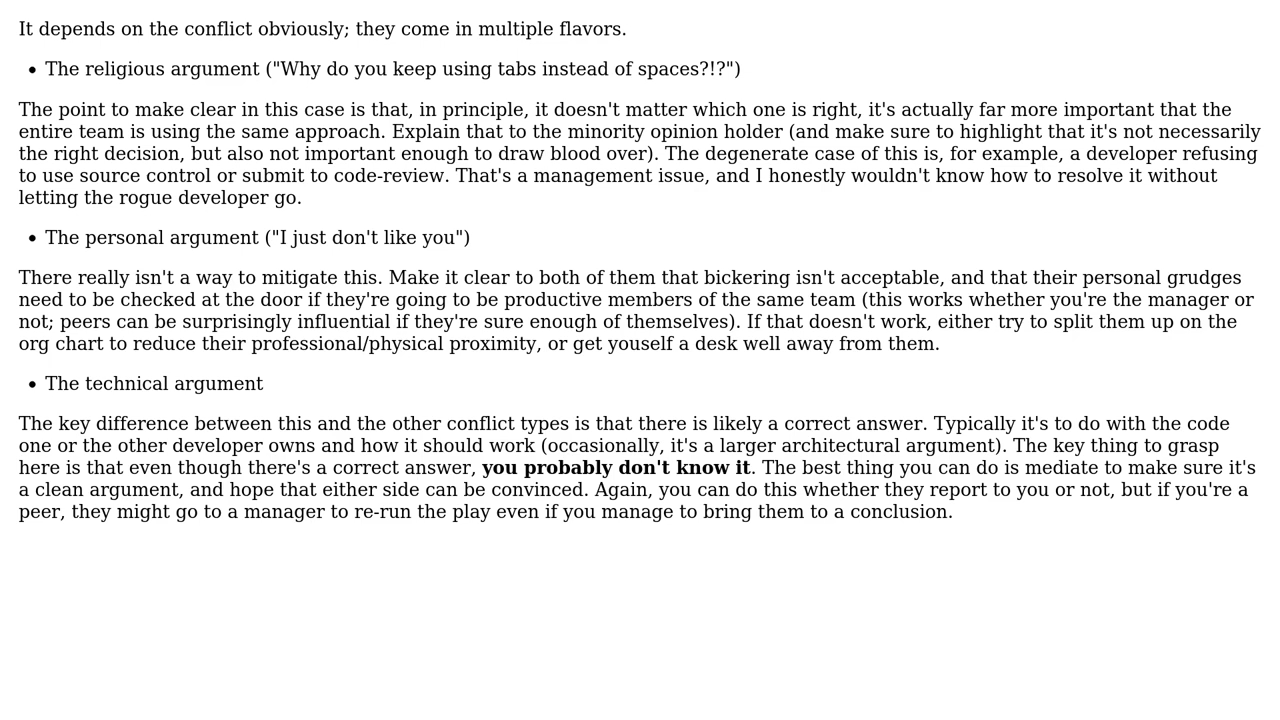 It depends on the conflict obviously; they come in multiple flavors.
• The religious argument ("Why do you keep using tabs instead of spaces?!?")
The point to make clear in this case is that, in principle, it doesn't matter which one is right, it's actually far more important that the
entire team is using the same approach. Explain that to the minority opinion holder (and make sure to highlight that it's not necessarily
the right decision, but also not important enough to draw blood over). The degenerate case of this is, for example, a developer refusing
to use source control or submit to code-review. That's a management issue, and I honestly wouldn't know how to resolve it without
letting the rogue developer go.
• The personal argument ("I just don't like you")
There really isn't a way to mitigate this. Make it clear to both of them that bickering isn't acceptable, and that their personal grudges
need to be checked at the door if they're going to be productive members of the same team (this works whether you're the manager or
not; peers can be surprisingly influential if they're sure enough of themselves). If that doesn't work, either try to split them up on the
org chart to reduce their professional/physical proximity, or get youself a desk well away from them.
• The technical argument
The key difference between this and the other conflict types is that there is likely a correct answer. Typically it's to do with the code
one or the other developer owns and how it should work (occasionally, it's a larger architectural argument). The key thing to grasp
here is that even though there's a correct answer, you probably don't know it. The best thing you can do is mediate to make sure it's
a clean argument, and hope that either side can be convinced. Again, you can do this whether they report to you or not, but if you're a
peer, they might go to a manager to re-run the play even if you manage to bring them to a conclusion.